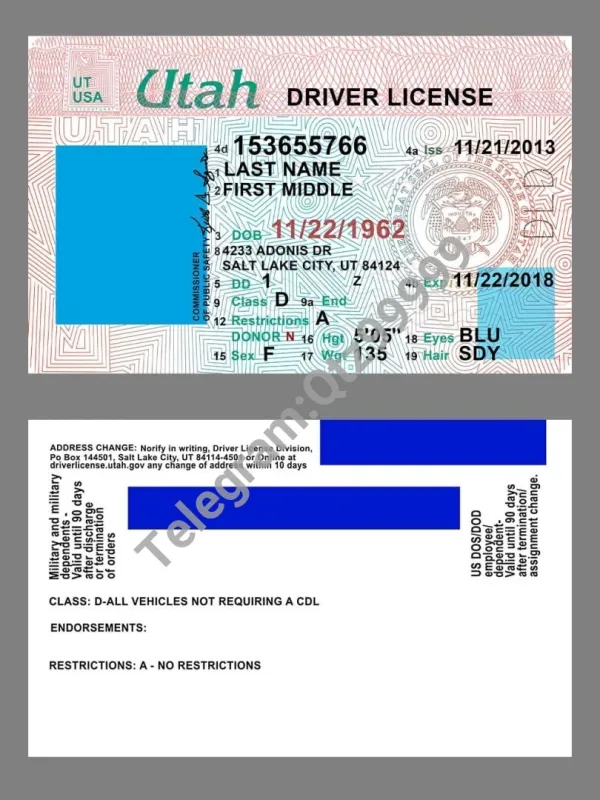 UT
USA
Utah
DRIVER LICENSE
UTAH
4d 153655766
4a Iss 11/21/2013
1 LAST NAME
2 FIRST MIDDLE
3 DOB 11/22/1962
8 4233 ADONIS DR
SALT LAKE CITY, UT 84124
5 DD 1 Z
4b Exp 11/22/2018
9 Class D 9a End
12 Restrictions A
DONOR N 16 Hgt 5'05" 18 Eyes BLU
15 Sex F 17 Wgt 135 19 Hair SDY
COMMISSIONER
OF PUBLIC SAFETY
ADDRESS CHANGE: Norify in writing, Driver License Division,
Po Box 144501, Salt Lake City, UT 84114-4501 or Online at
driverlicense.utah.gov any change of address within 10 days
Military and military
dependents -
Valid until 90 days
after discharge
or termination
of orders
US DOS/DOD
employee/
dependent-
Valid until 90 days
after termination/
assignment change.
CLASS: D-ALL VEHICLES NOT REQUIRING A CDL
ENDORSEMENTS:
RESTRICTIONS: A - NO RESTRICTIONS
Telegram: